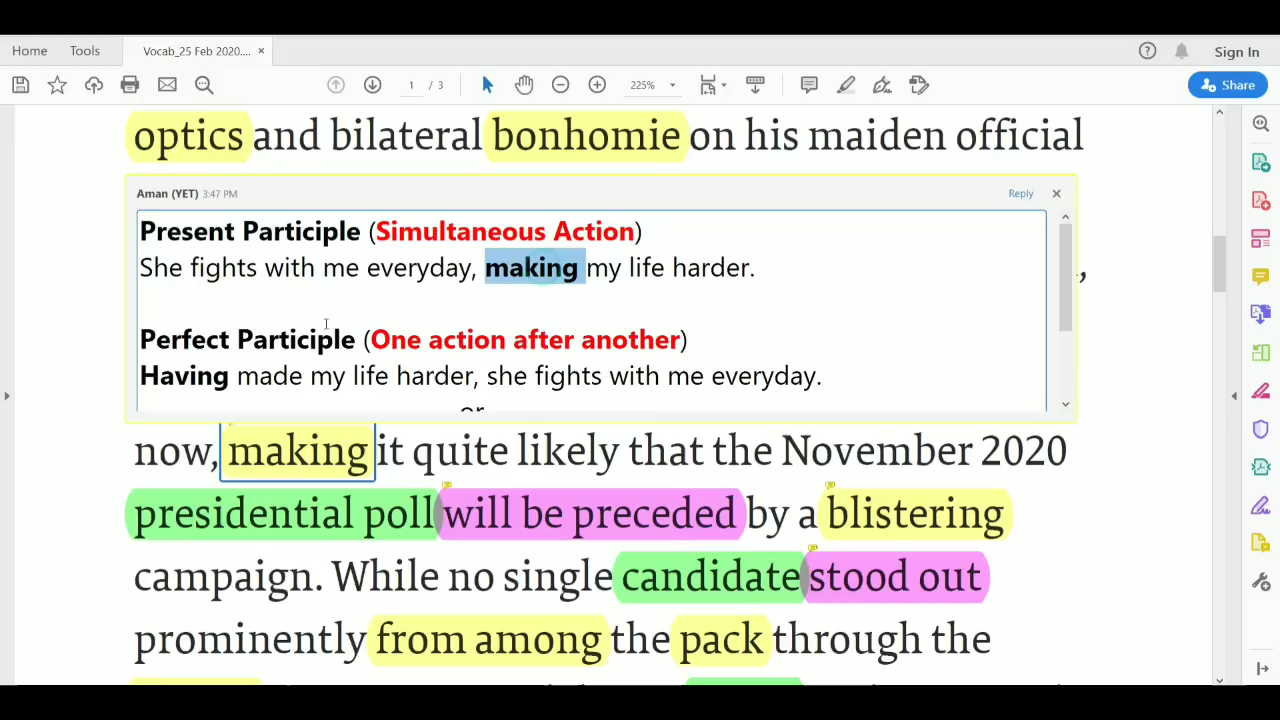 Home Tools Vocab_25 Feb 2020.... × Sign In
1 / 3 225% Share
optics and bilateral bonhomie on his maiden official
Aman (YET) 3:47 PM Reply
Present Participle (Simultaneous Action)
She fights with me everyday, making my life harder.
Perfect Participle (One action after another)
Having made my life harder, she fights with me everyday.
or
now, making it quite likely that the November 2020
presidential poll will be preceded by a blistering
campaign. While no single candidate stood out
prominently from among the pack through the